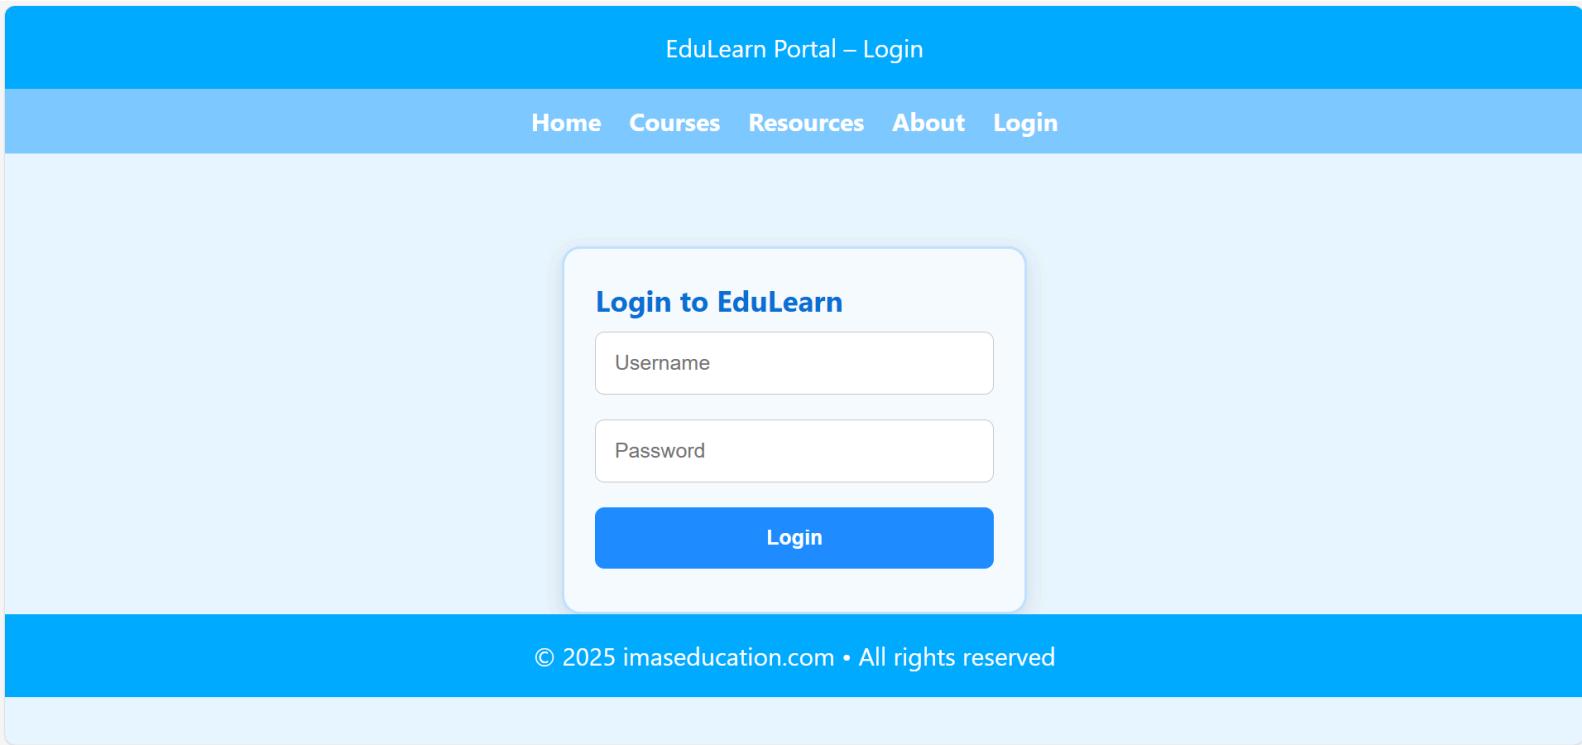 EduLearn Portal – Login
Home Courses Resources About Login
Login to EduLearn
Username
Password
Login
© 2025 imaseducation.com • All rights reserved